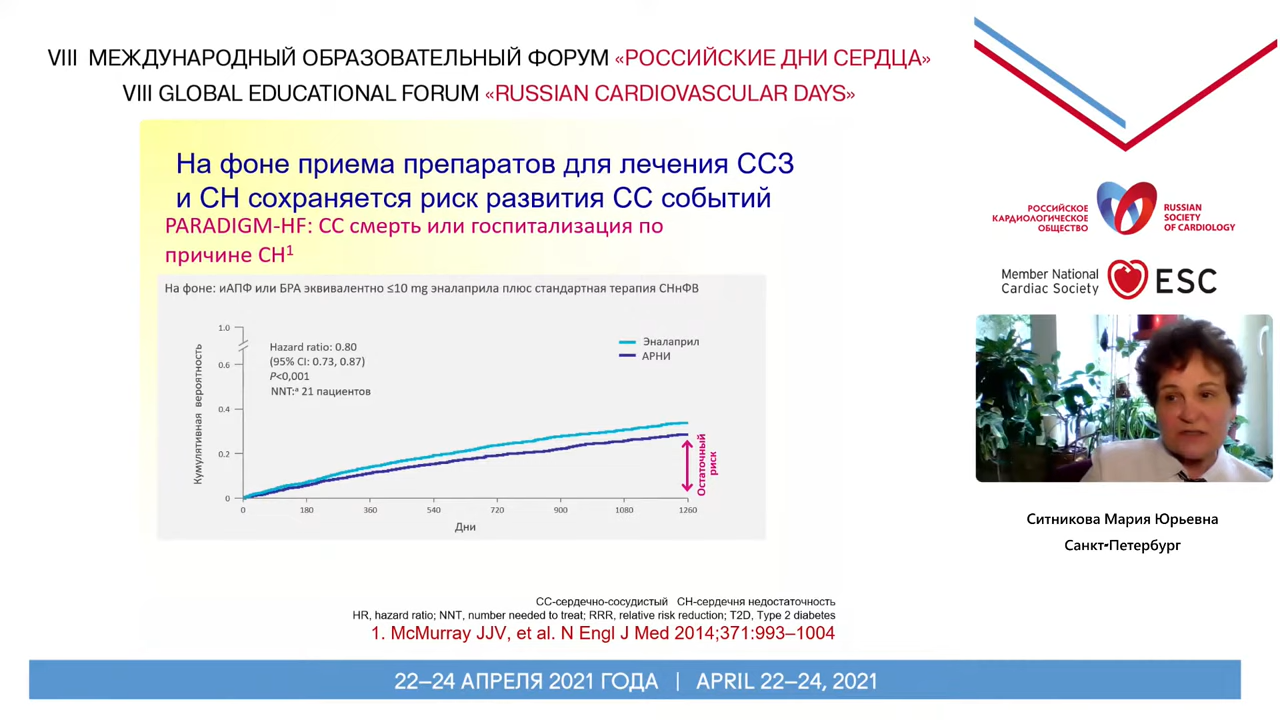 VIII МЕЖДУНАРОДНЫЙ ОБРАЗОВАТЕЛЬНЫЙ ФОРУМ «РОССИЙСКИЕ ДНИ СЕРДЦА»
VIII GLOBAL EDUCATIONAL FORUM «RUSSIAN CARDIOVASCULAR DAYS»
На фоне приема препаратов для лечения ССЗ
и СН сохраняется риск развития СС событий
PARADIGM-HF: СС смерть или госпитализация по
причине СН¹
На фоне: иАПФ или БРА эквивалентно ≤10 mg эналаприла плюс стандартная терапия СНнФВ
Кумулятивная вероятность
1.0
0.6
0.4
0.2
0
Hazard ratio: 0.80
(95% CI: 0.73, 0.87)
P<0,001
NNT:ᵃ 21 пациентов
Эналаприл
АРНИ
Остаточный
риск
0 180 360 540 720 900 1080 1260
Дни
СС-сердечно-сосудистый СН-сердечня недостаточность
HR, hazard ratio; NNT, number needed to treat; RRR, relative risk reduction; T2D, Type 2 diabetes
1. McMurray JJV, et al. N Engl J Med 2014;371:993–1004
РОССИЙСКОЕ
КАРДИОЛОГИЧЕСКОЕ
ОБЩЕСТВО
RUSSIAN
SOCIETY
OF CARDIOLOGY
Member National
Cardiac Society
ESC
Ситникова Мария Юрьевна
Санкт-Петербург
22–24 АПРЕЛЯ 2021 ГОДА | APRIL 22–24, 2021